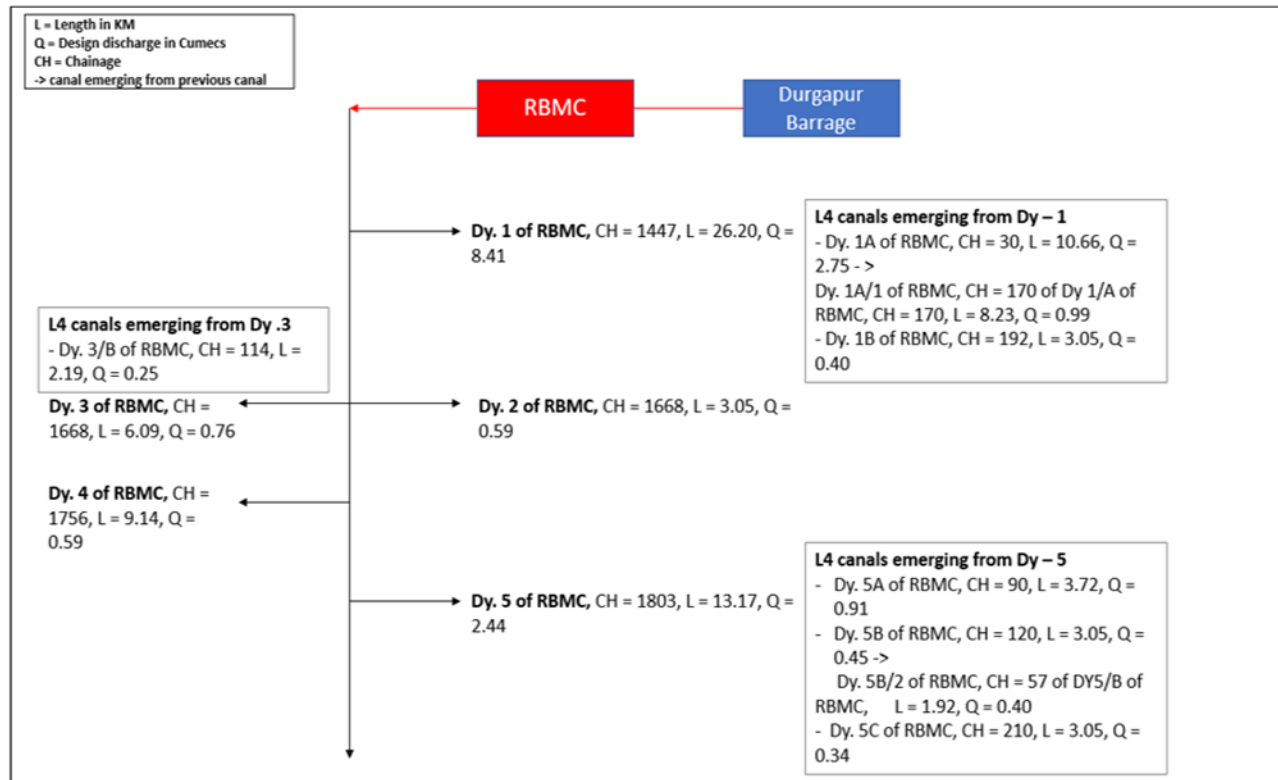 L = Length in KM
Q = Design discharge in Cumecs
CH = Chainage
-> canal emerging from previous canal
RBMC
Durgapur
Barrage
Dy. 1 of RBMC, CH = 1447, L = 26.20, Q =
8.41
L4 canals emerging from Dy – 1
- Dy. 1A of RBMC, CH = 30, L = 10.66, Q =
2.75 ->
Dy. 1A/1 of RBMC, CH = 170 of Dy 1/A of
RBMC, CH = 170, L = 8.23, Q = 0.99
- Dy. 1B of RBMC, CH = 192, L = 3.05, Q =
0.40
L4 canals emerging from Dy .3
- Dy. 3/B of RBMC, CH = 114, L =
2.19, Q = 0.25
Dy. 3 of RBMC, CH =
1668, L = 6.09, Q = 0.76
Dy. 2 of RBMC, CH = 1668, L = 3.05, Q =
0.59
Dy. 4 of RBMC, CH =
1756, L = 9.14, Q =
0.59
Dy. 5 of RBMC, CH = 1803, L = 13.17, Q =
2.44
L4 canals emerging from Dy – 5
- Dy. 5A of RBMC, CH = 90, L = 3.72, Q =
0.91
- Dy. 5B of RBMC, CH = 120, L = 3.05, Q =
0.45 ->
Dy. 5B/2 of RBMC, CH = 57 of DY5/B of
RBMC, L = 1.92, Q = 0.40
- Dy. 5C of RBMC, CH = 210, L = 3.05, Q =
0.34